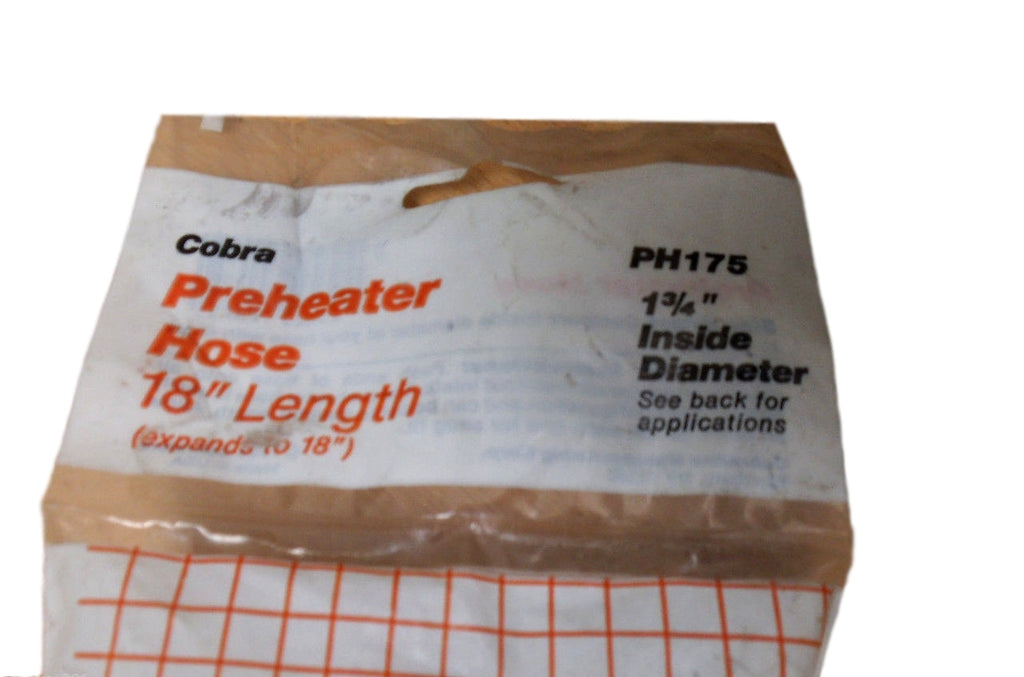 Cobra
Preheater
Hose
18" Length
(expands to 18")
PH175
1¾"
Inside
Diameter
See back for
applications